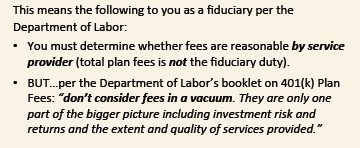 This means the following to you as a fiduciary per the
Department of Labor:
• You must determine whether fees are reasonable by service
provider (total plan fees is not the fiduciary duty).
• BUT...per the Department of Labor's booklet on 401(k) Plan
Fees: "don't consider fees in a vacuum. They are only one
part of the bigger picture including investment risk and
returns and the extent and quality of services provided."